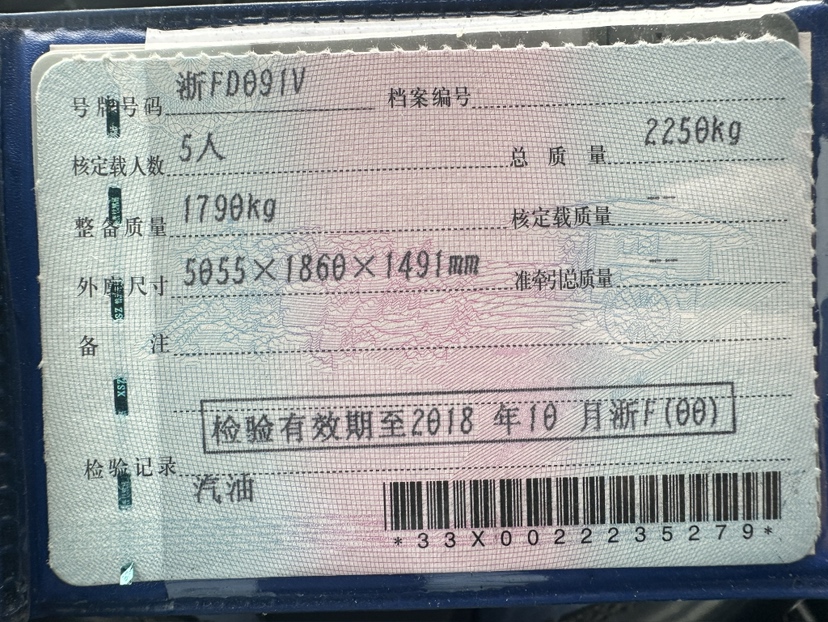 号牌号码 浙FD091V 档案编号
核定载人数 5人 总质量 2250kg
整备质量 1790kg 核定载质量 --
外廓尺寸 5055×1860×1491mm 准牵引总质量 --
备注
检验有效期至2018 年10 月浙F(00)
检验记录
汽油
*33X0022235279*